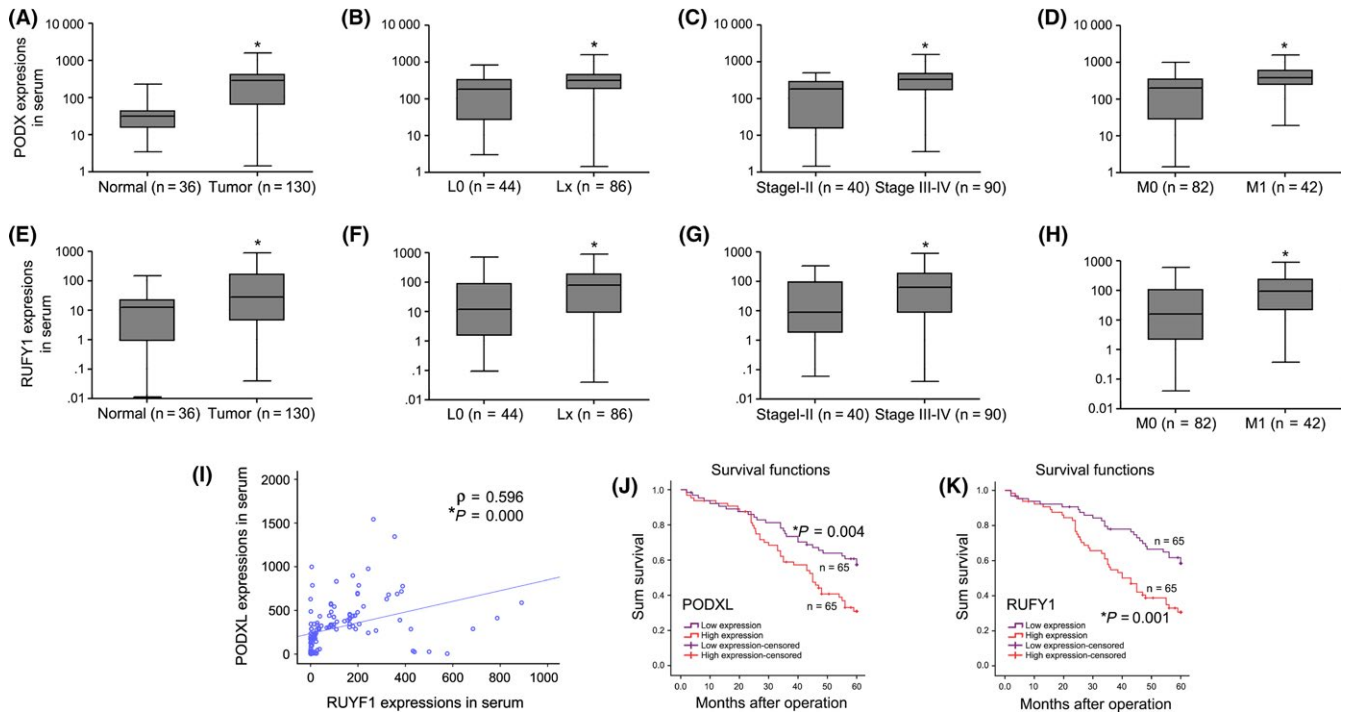 (A)
PODX expresions
in serum
10 000
1000
100
10
1
*
Normal (n = 36)
Tumor (n = 130)
(B)
10 000
1000
100
10
1
*
L0 (n = 44)
Lx (n = 86)
(C)
10 000
1000
100
10
1
*
StageI-II (n = 40)
Stage III-IV (n = 90)
(D)
10 000
1000
100
10
1
*
M0 (n = 82)
M1 (n = 42)
(E)
RUFY1 expressions
in serum
1000
100
10
1
.1
.01
*
Normal (n = 36)
Tumor (n = 130)
(F)
1000
100
10
1
.1
.01
*
L0 (n = 44)
Lx (n = 86)
(G)
1000
100
10
1
.1
.01
*
StageI-II (n = 40)
Stage III-IV (n = 90)
(H)
1000
100
10
1
0.1
0.01
*
M0 (n = 82)
M1 (n = 42)
(I)
PODXL expressions in serum
2000
1500
1000
500
0
ρ = 0.596
*P = 0.000
0 200 400 600 800 1000
RUYF1 expressions in serum
(J)
Survival functions
Sum survival
1.0
0.8
0.6
0.4
0.2
0.0
*P = 0.004
n = 65
n = 65
PODXL
Low expression
High expression
Low expression-censored
High expression-censored
0.0 10 20 30 40 50 60
Months after operation
(K)
Survival functions
Sum survival
1.0
0.8
0.6
0.4
0.2
0.0
n = 65
n = 65
RUFY1
*P = 0.001
Low expression
High expression
Low expression-censored
High expression-censored
0.0 10 20 30 40 50 60
Months after operation